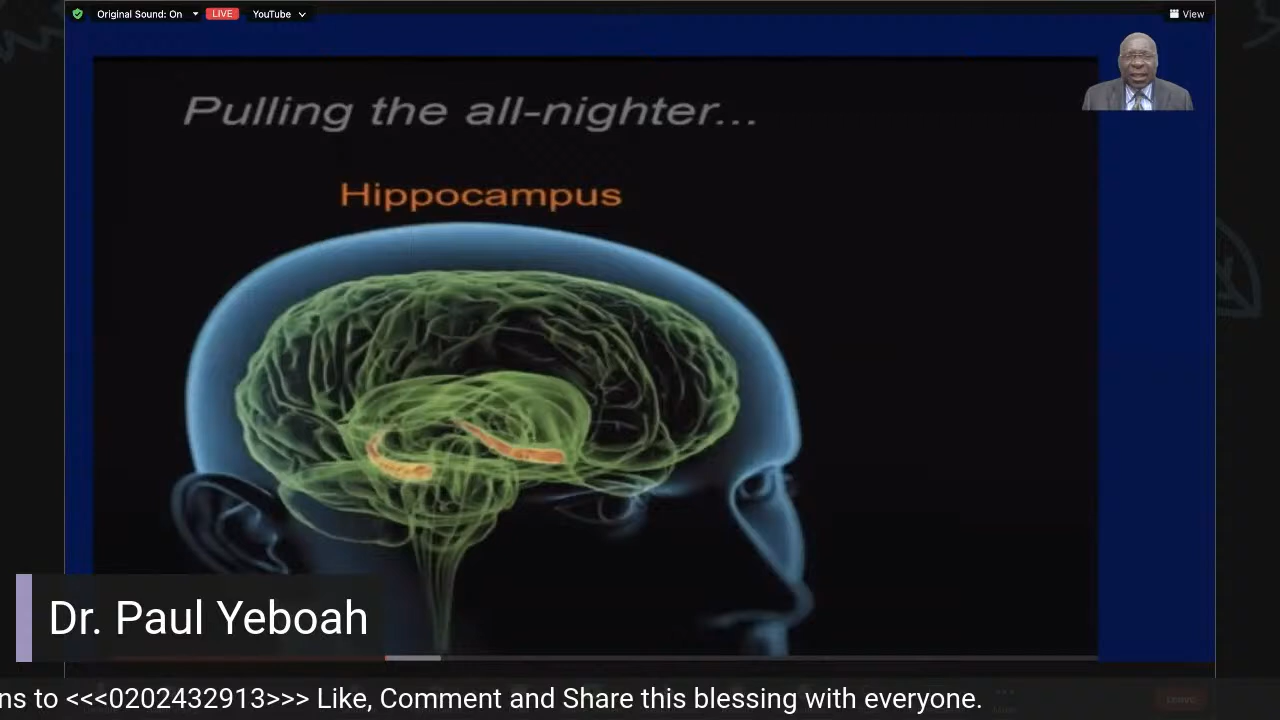 Original Sound: On LIVE YouTube View
Pulling the all-nighter...
Hippocampus
Dr. Paul Yeboah
ns to <<<0202432913>>> Like, Comment and Share this blessing with everyone.
LEAVE